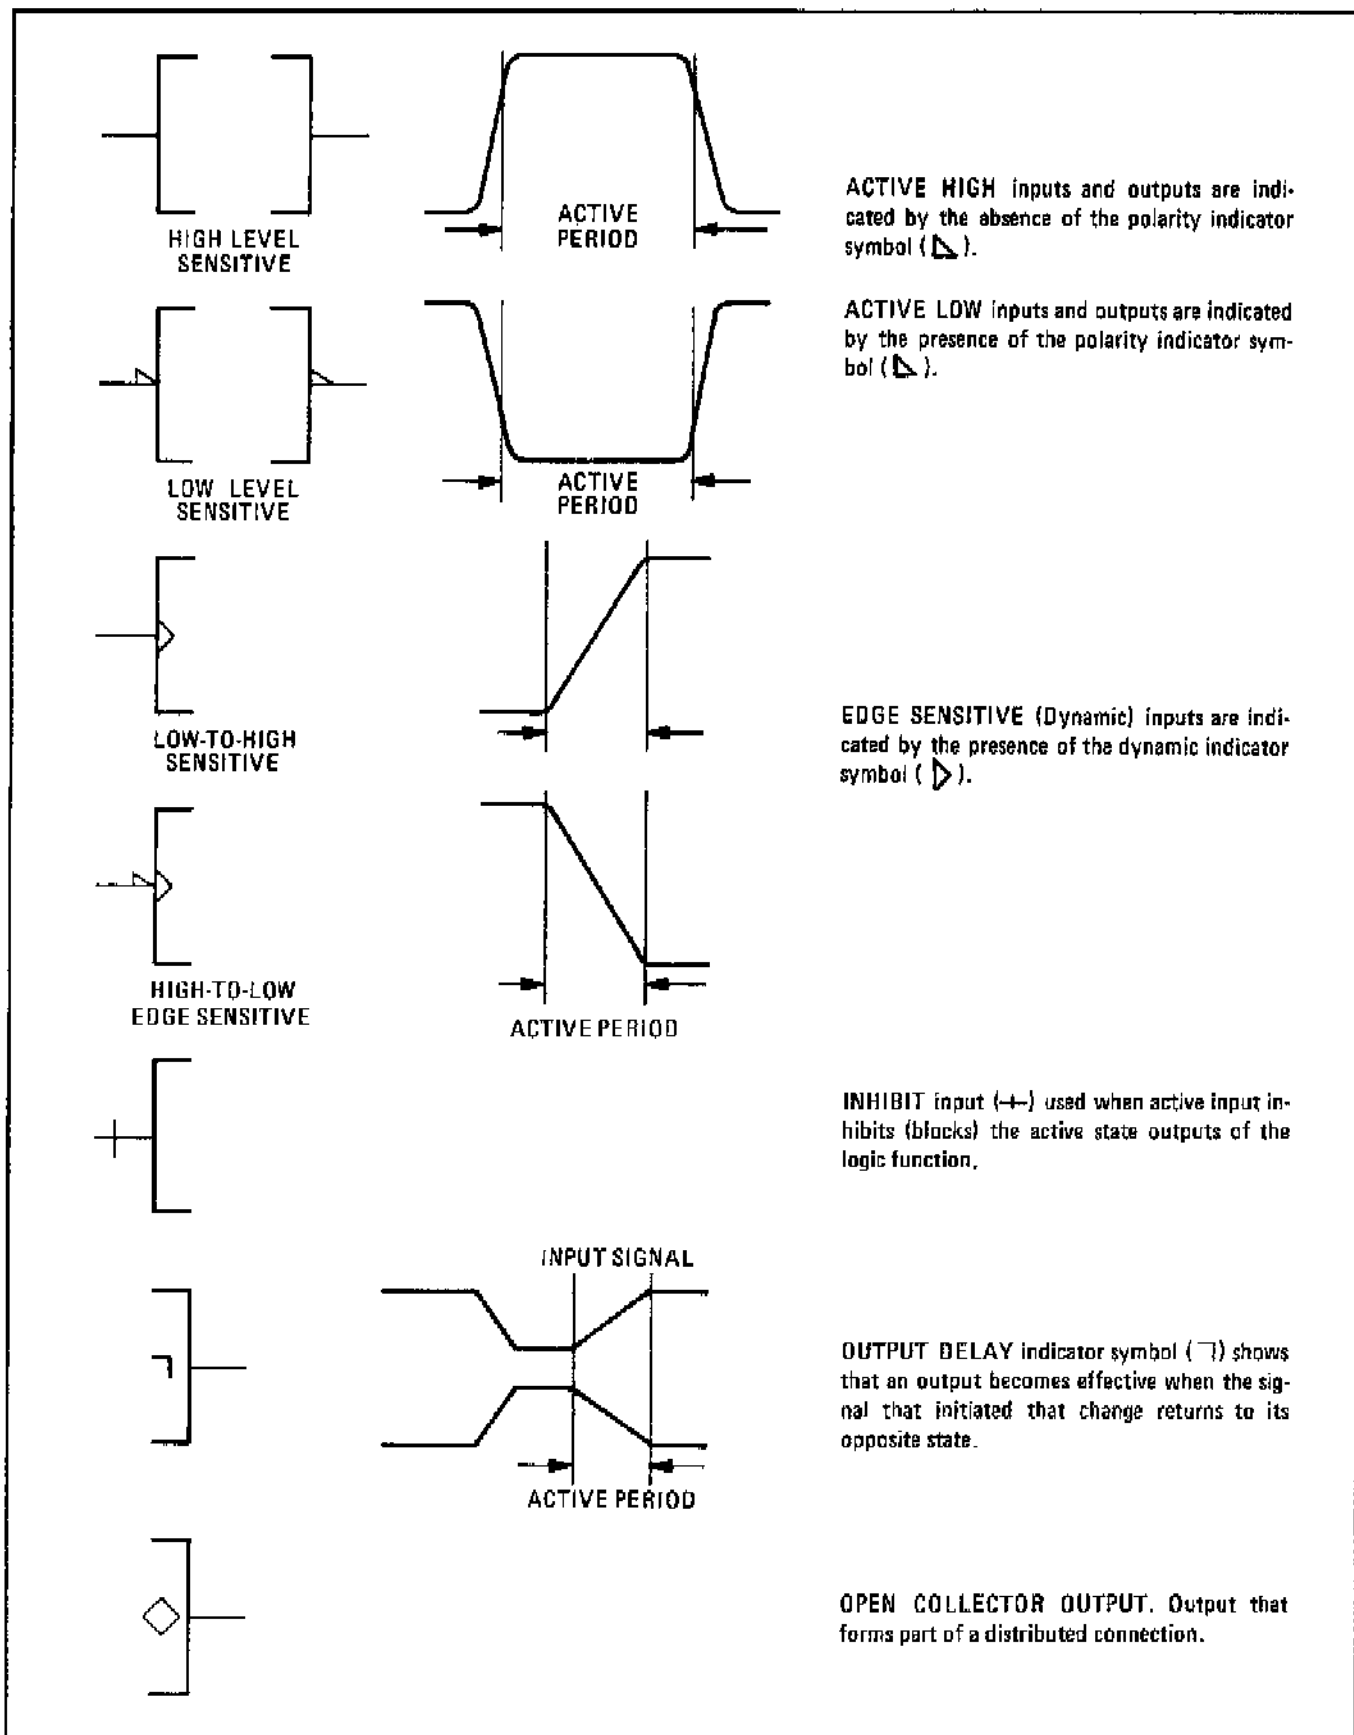 ACTIVE
PERIOD
HIGH LEVEL
SENSITIVE
ACTIVE HIGH inputs and outputs are indi-
cated by the absence of the polarity indicator
symbol ( ).
LOW LEVEL
SENSITIVE
ACTIVE
PERIOD
ACTIVE LOW inputs and outputs are indicated
by the presence of the polarity indicator sym-
bol ( ).
LOW-TO-HIGH
SENSITIVE
EDGE SENSITIVE (Dynamic) inputs are indi-
cated by the presence of the dynamic indicator
symbol ( ).
HIGH-TO-LOW
EDGE SENSITIVE
ACTIVE PERIOD
INHIBIT input ( ) used when active input in-
hibits (blocks) the active state outputs of the
logic function.
INPUT SIGNAL
ACTIVE PERIOD
OUTPUT DELAY indicator symbol ( ) shows
that an output becomes effective when the sig-
nal that initiated that change returns to its
opposite state.
OPEN COLLECTOR OUTPUT. Output that
forms part of a distributed connection.